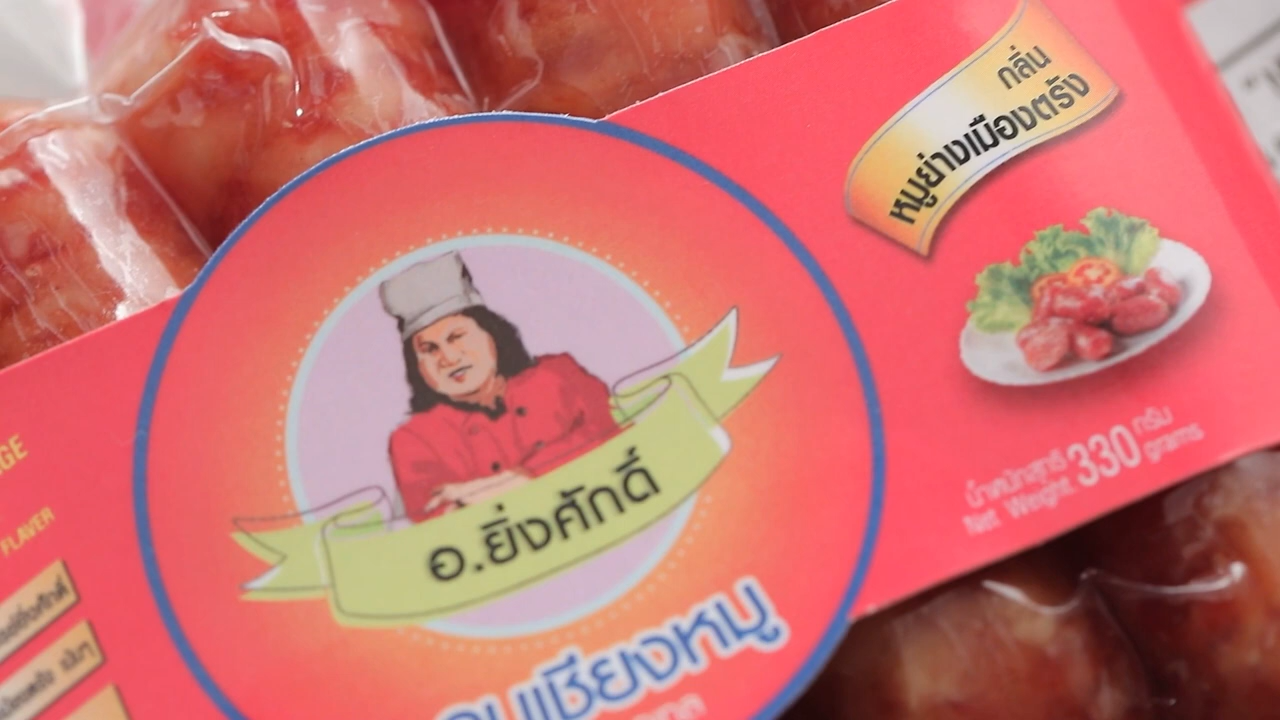 กลิ่น
หมูย่างเมืองตรัง
อ.ยิ่งศักดิ์
นเชียงหมู
น้ำหนักสุทธิ 330 กรัม
Net Weight. grams
GE
FLAVER